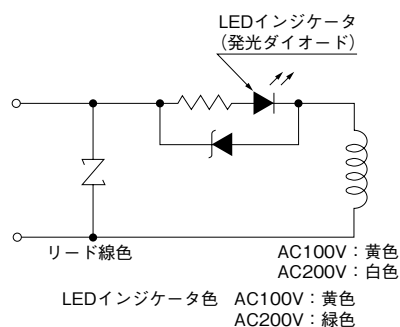 LEDインジケータ
（発光ダイオード）
リード線色 AC100V：黄色
AC200V：白色
LEDインジケータ色 AC100V：黄色
AC200V：緑色